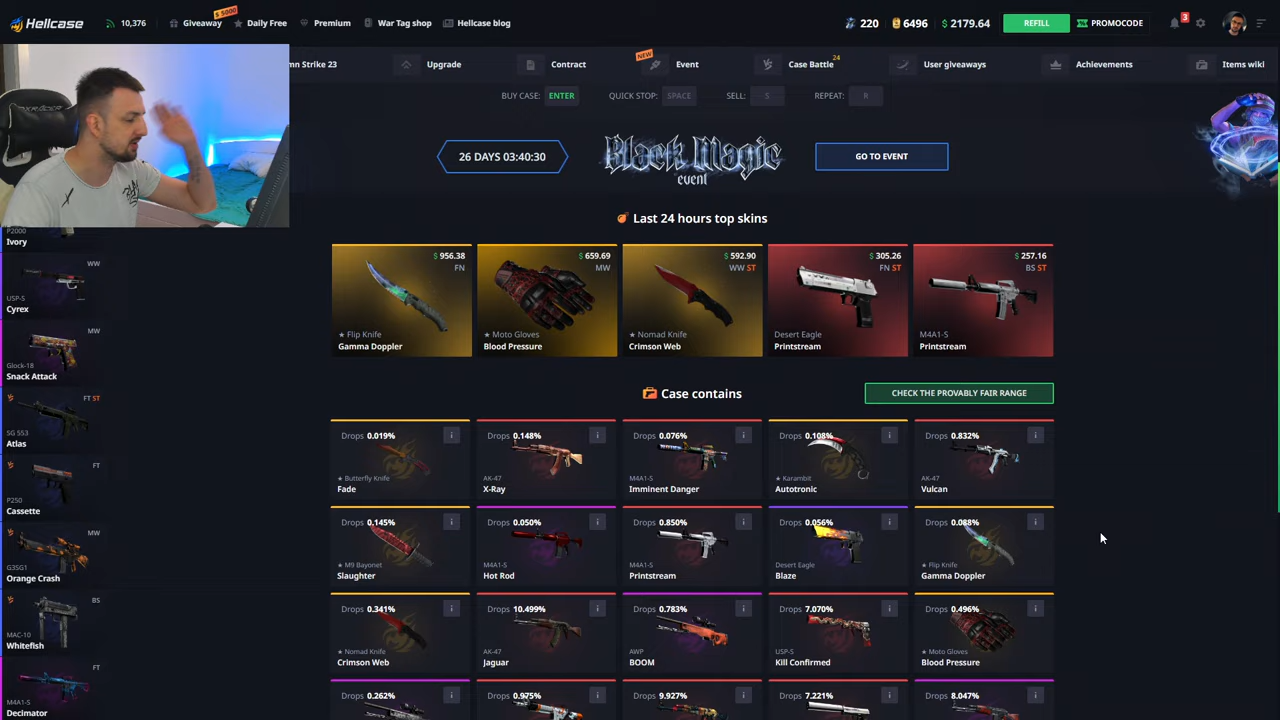 Hellcase
10,376
Giveaway
$ 5000
Daily Free
Premium
War Tag shop
Hellcase blog
220
6496
$ 2179.64
REFILL
PROMOCODE
3
mn Strike 23
Upgrade
Contract
NEW
Event
Case Battle
24
User giveaways
Achievements
Items wiki
BUY CASE: ENTER
QUICK STOP: SPACE
SELL: S
REPEAT: R
26 DAYS 03:40:30
Black Magic
event
GO TO EVENT
Last 24 hours top skins
$ 956.38
FN
★ Flip Knife
Gamma Doppler
$ 659.69
MW
★ Moto Gloves
Blood Pressure
$ 592.90
WW ST
★ Nomad Knife
Crimson Web
$ 305.26
FN ST
Desert Eagle
Printstream
$ 257.16
BS ST
M4A1-S
Printstream
Case contains
CHECK THE PROVABLY FAIR RANGE
Drops 0.019%
★ Butterfly Knife
Fade
Drops 0.148%
AK-47
X-Ray
Drops 0.076%
M4A1-S
Imminent Danger
Drops 0.108%
★ Karambit
Autotronic
Drops 0.832%
AK-47
Vulcan
Drops 0.145%
★ M9 Bayonet
Slaughter
Drops 0.050%
M4A1-S
Hot Rod
Drops 0.850%
M4A1-S
Printstream
Drops 0.056%
Desert Eagle
Blaze
Drops 0.088%
★ Flip Knife
Gamma Doppler
Drops 0.341%
★ Nomad Knife
Crimson Web
Drops 10.499%
AK-47
Jaguar
Drops 0.783%
AWP
BOOM
Drops 7.070%
USP-S
Kill Confirmed
Drops 0.496%
★ Moto Gloves
Blood Pressure
Drops 0.262%
Drops 0.975%
Drops 9.927%
Drops 7.221%
Drops 8.047%
P2000
Ivory
WW
USP-S
Cyrex
MW
Glock-18
Snack Attack
FT ST
SG 553
Atlas
FT
P250
Cassette
MW
G3SG1
Orange Crash
BS
MAC-10
Whitefish
FT
M4A1-S
Decimator